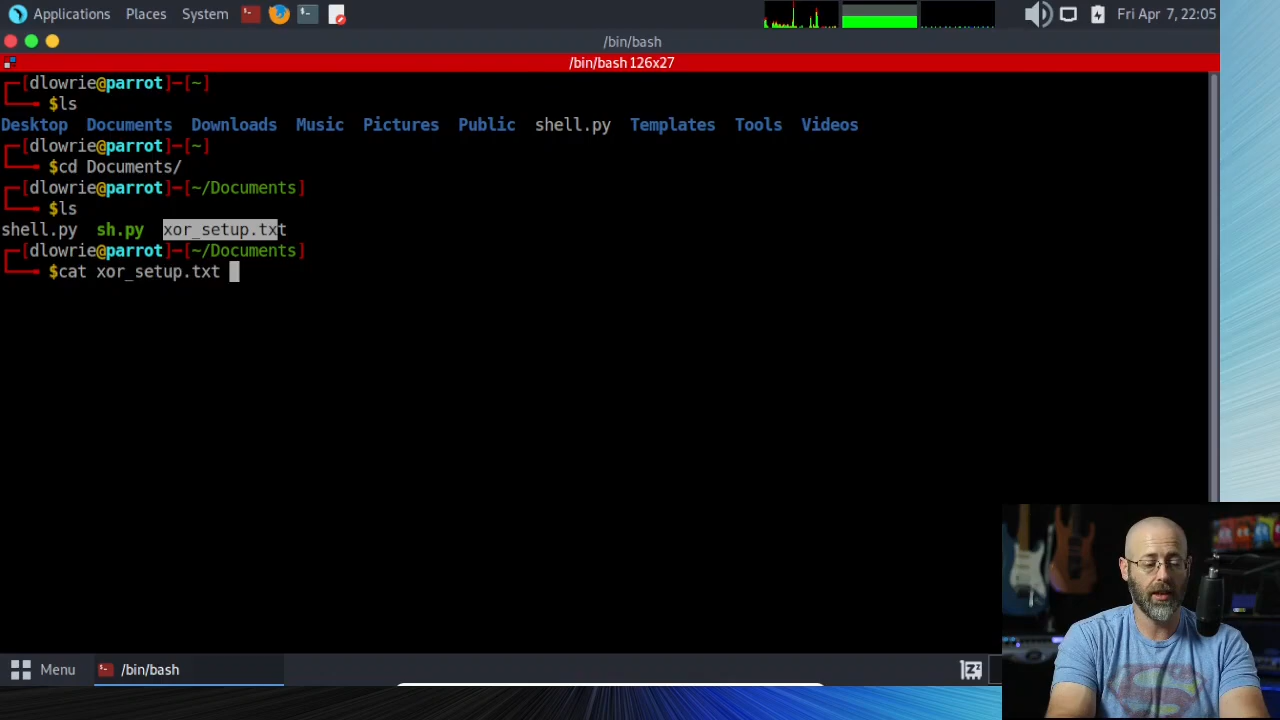 Applications Places System Fri Apr 7, 22:05
/bin/bash
/bin/bash 126x27
[dlowrie@parrot]─[~]
$ls
Desktop Documents Downloads Music Pictures Public shell.py Templates Tools Videos
[dlowrie@parrot]─[~]
$cd Documents/
[dlowrie@parrot]─[~/Documents]
$ls
shell.py sh.py xor_setup.txt
[dlowrie@parrot]─[~/Documents]
$cat xor_setup.txt
Menu /bin/bash